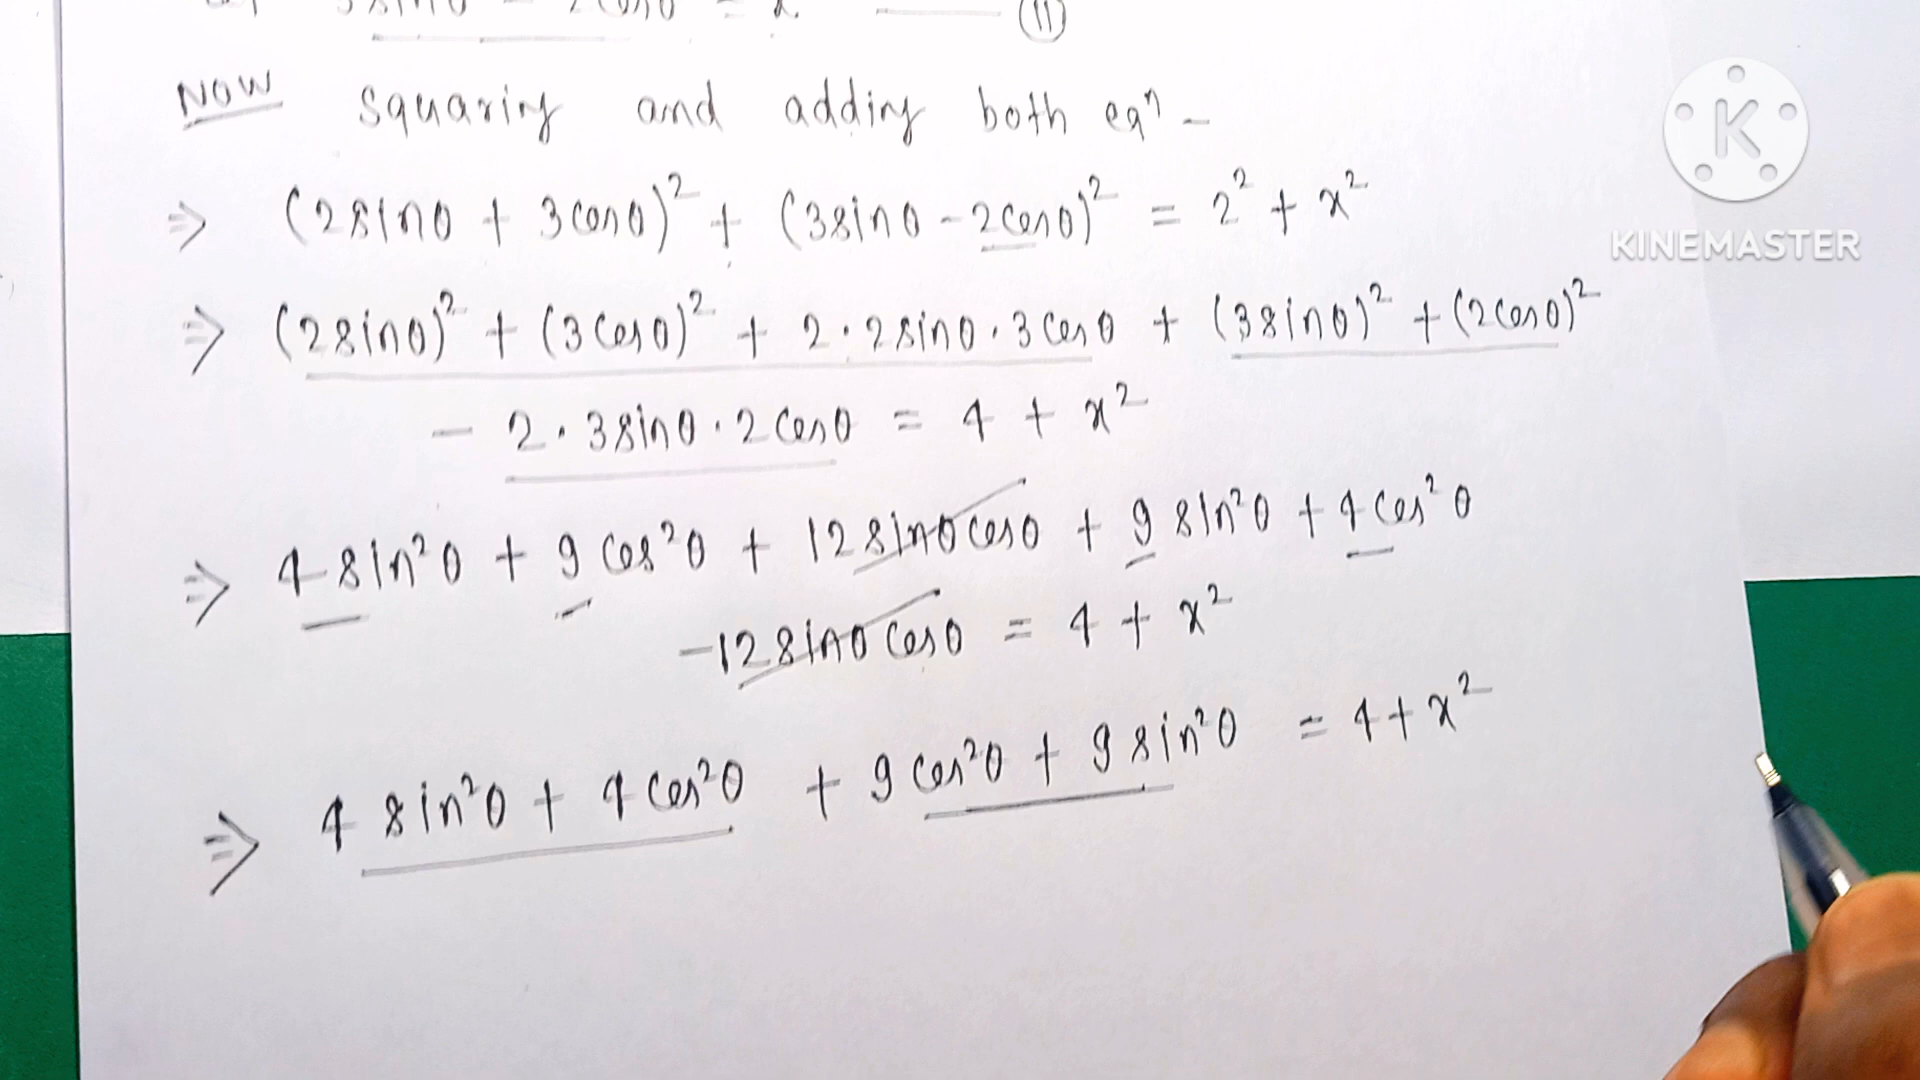 3sinθ - 2cosθ = x (II)
NOW squaring and adding both eqⁿ -
⇒ (2sinθ + 3cosθ)² + (3sinθ - 2cosθ)² = 2² + x²
⇒ (2sinθ)² + (3cosθ)² + 2·2sinθ·3cosθ + (3sinθ)² + (2cosθ)²
- 2·3sinθ·2cosθ = 4 + x²
⇒ 4sin²θ + 9cos²θ + 12sinθcosθ + 9sin²θ + 4cos²θ
-12sinθcosθ = 4 + x²
⇒ 4sin²θ + 4cos²θ + 9cos²θ + 9sin²θ = 4 + x²
K
KINEMASTER